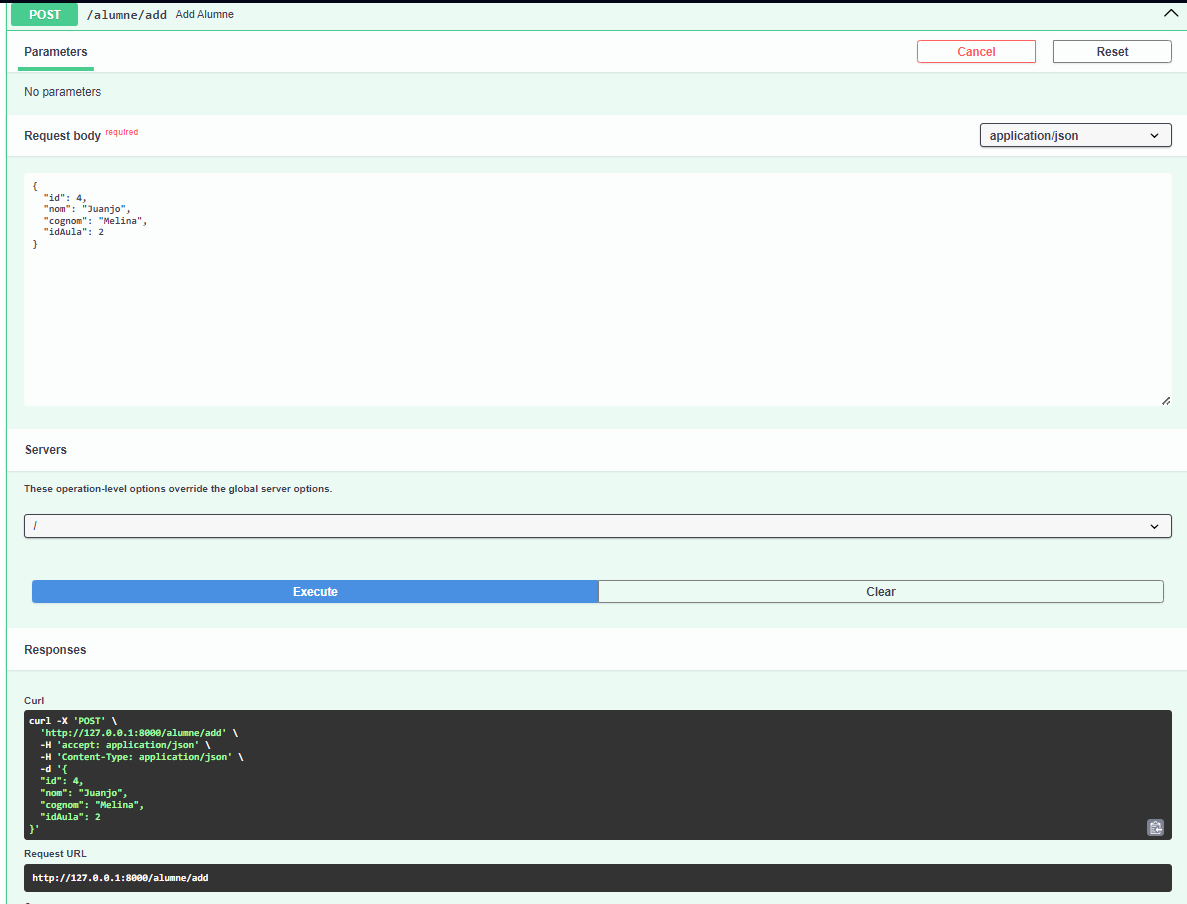 POST /alumne/add Add Alumne
Parameters Cancel Reset
No parameters
Request body required application/json
{
  "id": 4,
  "nom": "Juanjo",
  "cognom": "Melina",
  "idAula": 2
}
Servers
These operation-level options override the global server options.
/
Execute Clear
Responses
Curl
curl -X 'POST' \
  'http://127.0.0.1:8000/alumne/add' \
  -H 'accept: application/json' \
  -H 'Content-Type: application/json' \
  -d '{
  "id": 4,
  "nom": "Juanjo",
  "cognom": "Melina",
  "idAula": 2
}'
Request URL
http://127.0.0.1:8000/alumne/add